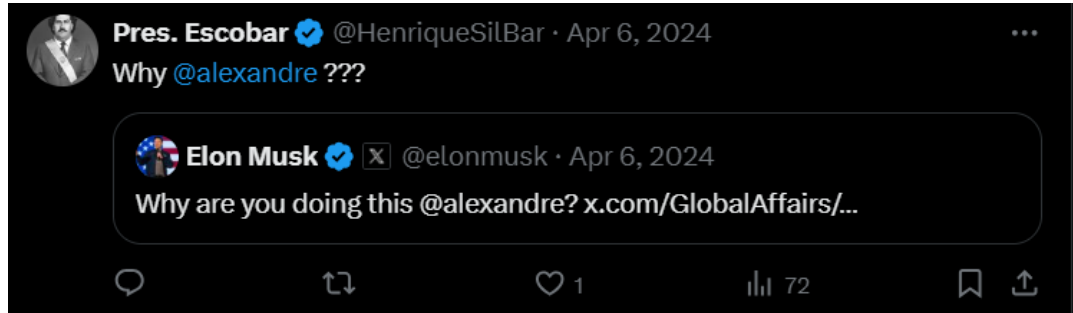 Pres. Escobar @HenriqueSilBar · Apr 6, 2024
Why @alexandre ???
Elon Musk X @elonmusk · Apr 6, 2024
Why are you doing this @alexandre? x.com/GlobalAffairs/...
1 72